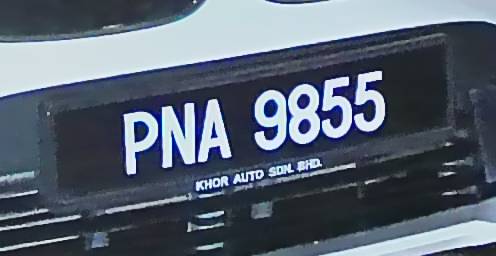 PNA 9855
KHOR AUTO SDN. BHD.